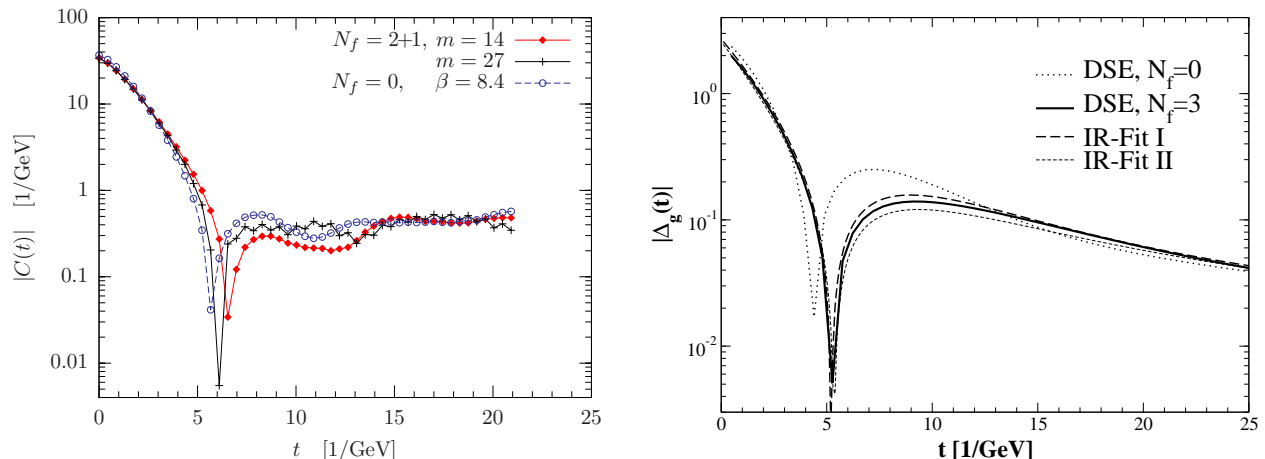 100
10
1
0.1
0.01
|C(t)| [1/GeV]
N_f = 2+1, m = 14
m = 27
N_f = 0, β = 8.4
0 5 10 15 20 25
t [1/GeV]
10^0
10^-1
10^-2
|Δ_g(t)|
DSE, N_f=0
DSE, N_f=3
IR-Fit I
IR-Fit II
0 5 10 15 20 25
t [1/GeV]